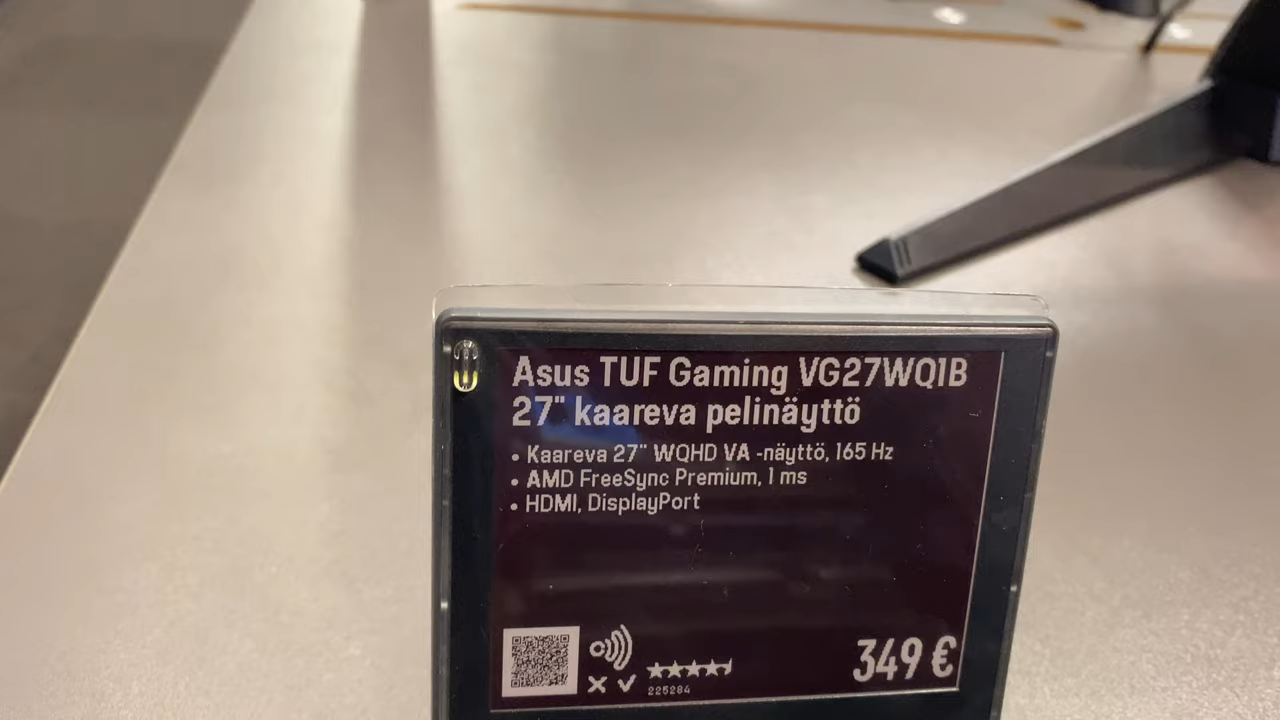 Asus TUF Gaming VG27WQ1B
27" kaareva pelinäyttö
• Kaareva 27" WQHD VA -näyttö, 165 Hz
• AMD FreeSync Premium, 1 ms
• HDMI, DisplayPort
349 €
225284